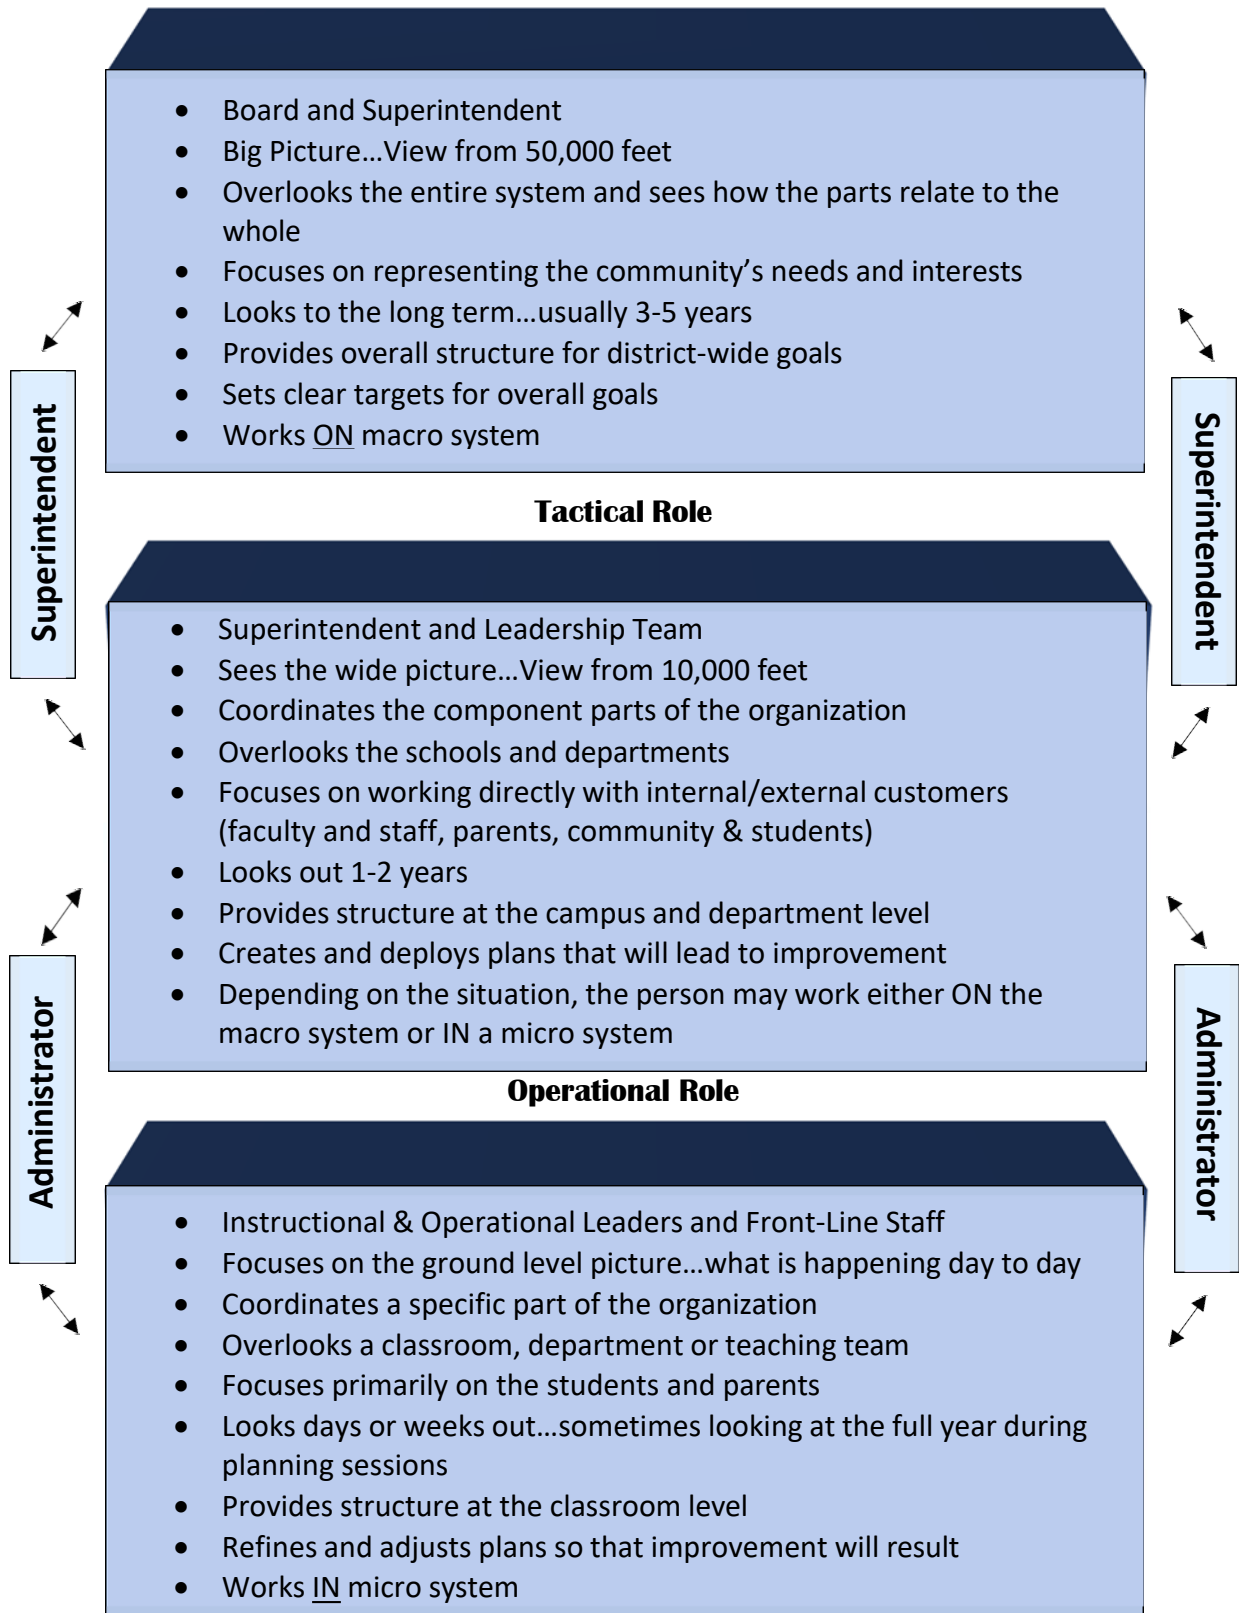 • Board and Superintendent
• Big Picture…View from 50,000 feet
• Overlooks the entire system and sees how the parts relate to the
whole
• Focuses on representing the community’s needs and interests
• Looks to the long term…usually 3-5 years
• Provides overall structure for district-wide goals
• Sets clear targets for overall goals
• Works ON macro system
Superintendent
Superintendent
Tactical Role
• Superintendent and Leadership Team
• Sees the wide picture…View from 10,000 feet
• Coordinates the component parts of the organization
• Overlooks the schools and departments
• Focuses on working directly with internal/external customers
(faculty and staff, parents, community & students)
• Looks out 1-2 years
• Provides structure at the campus and department level
• Creates and deploys plans that will lead to improvement
• Depending on the situation, the person may work either ON the
macro system or IN a micro system
Administrator
Administrator
Operational Role
• Instructional & Operational Leaders and Front-Line Staff
• Focuses on the ground level picture…what is happening day to day
• Coordinates a specific part of the organization
• Overlooks a classroom, department or teaching team
• Focuses primarily on the students and parents
• Looks days or weeks out…sometimes looking at the full year during
planning sessions
• Provides structure at the classroom level
• Refines and adjusts plans so that improvement will result
• Works IN micro system